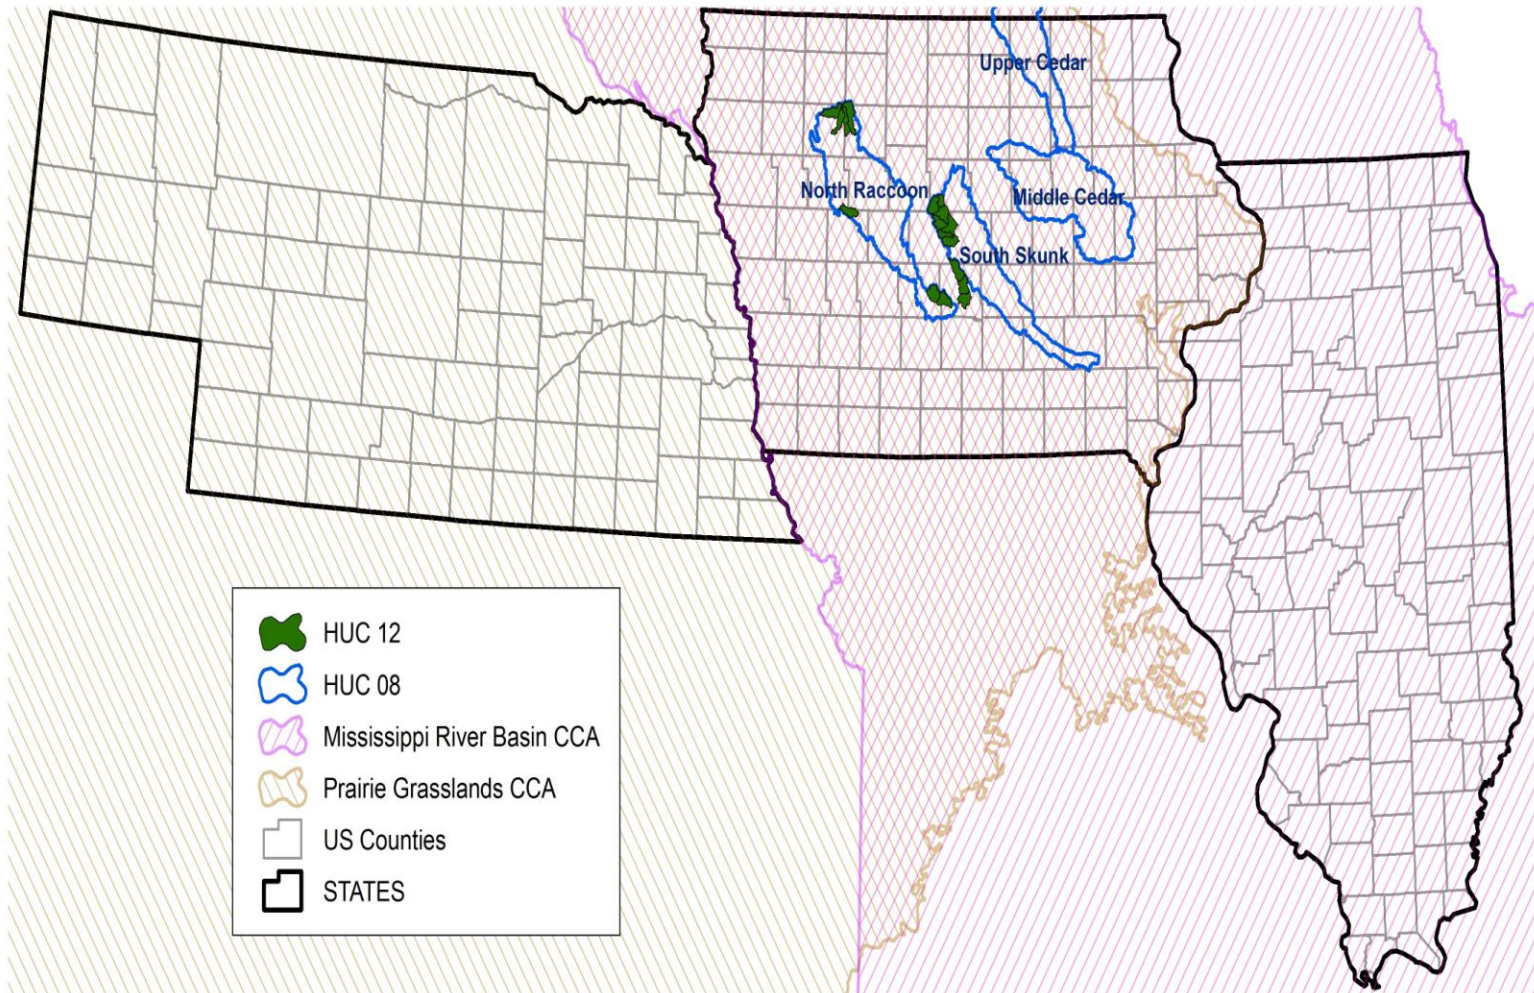 Upper Cedar
North Raccoon
Middle Cedar
South Skunk
HUC 12
HUC 08
Mississippi River Basin CCA
Prairie Grasslands CCA
US Counties
STATES